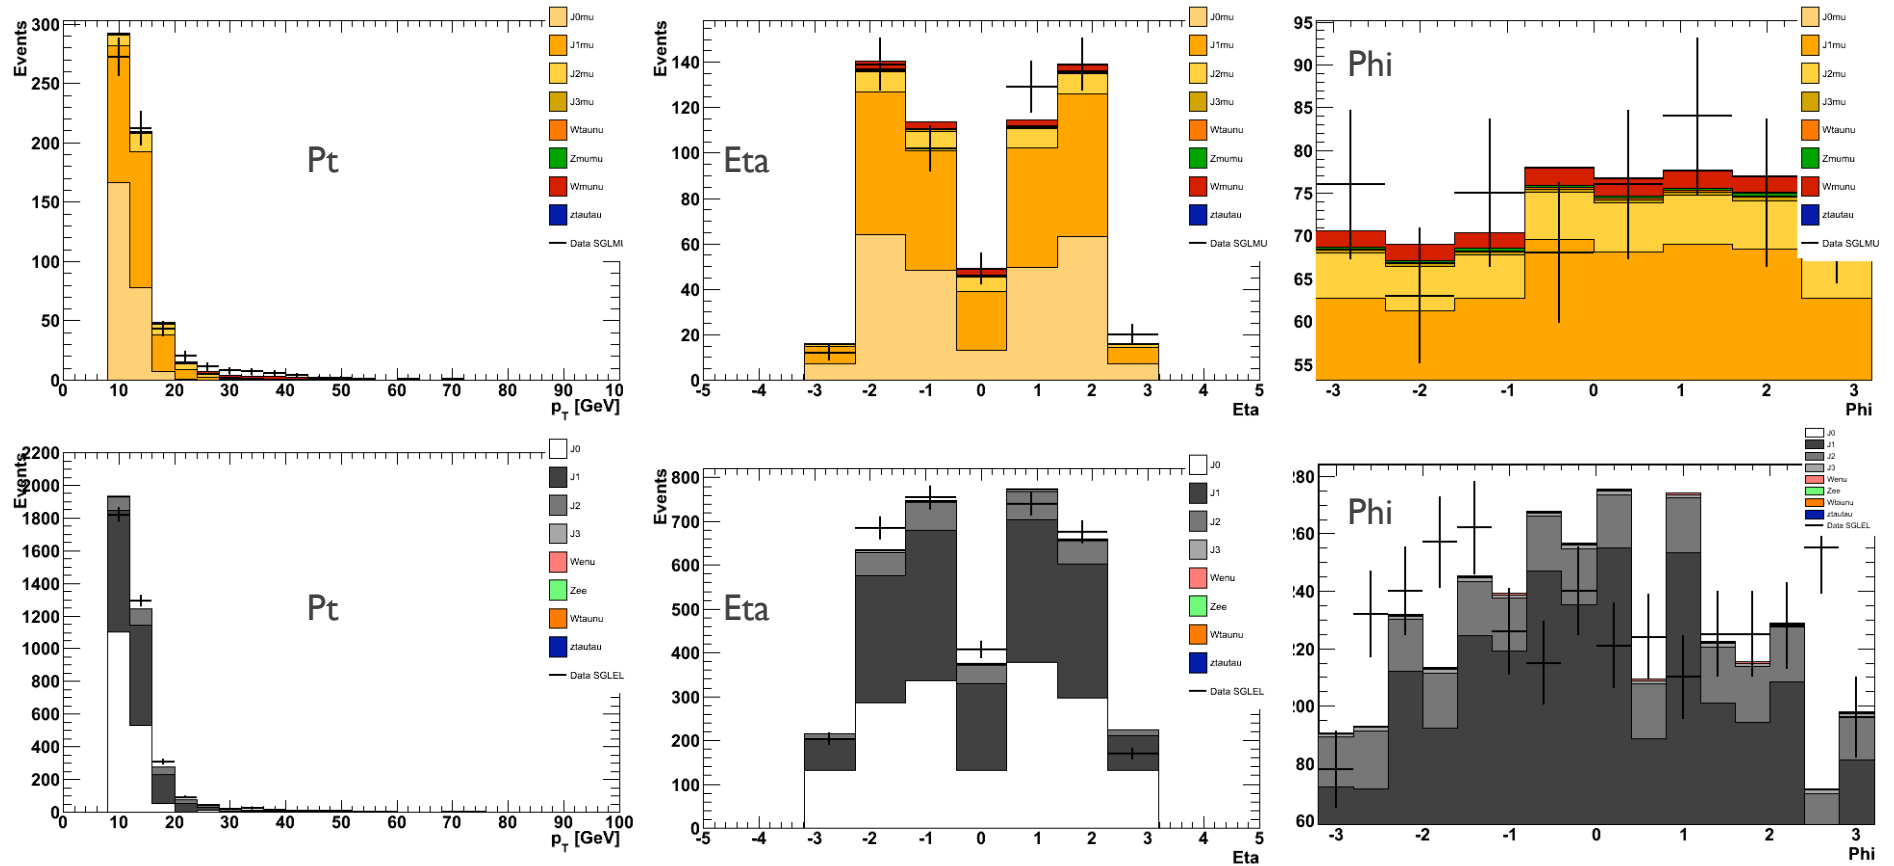 Events
300
250
200
150
100
50
0
0 10 20 30 40 50 60 70 80 90 100
p_T [GeV]
Pt
J0mu
J1mu
J2mu
J3mu
Wtaunu
Zmumu
Wmunu
ztautau
Data SGLMU
Events
140
120
100
80
60
40
20
0
-5 -4 -3 -2 -1 0 1 2 3 4 5
Eta
Eta
J0mu
J1mu
J2mu
J3mu
Wtaunu
Zmumu
Wmunu
ztautau
Data SGLMU
95
90
85
80
75
70
65
60
55
-3 -2 -1 0 1 2 3
Phi
Phi
J0mu
J1mu
J2mu
J3mu
Wtaunu
Zmumu
Wmunu
ztautau
Data SGLMU
Events
2200
2000
1800
1600
1400
1200
1000
800
600
400
200
0
0 10 20 30 40 50 60 70 80 90 100
p_T [GeV]
Pt
J0
J1
J2
J3
Wenu
Zee
Wtaunu
ztautau
Data SGLEL
Events
800
700
600
500
400
300
200
100
0
-5 -4 -3 -2 -1 0 1 2 3 4 5
Eta
Eta
J0
J1
J2
J3
Wenu
Zee
Wtaunu
ztautau
Data SGLEL
280
260
240
220
200
80
60
-3 -2 -1 0 1 2 3
Phi
Phi
J0
J1
J2
J3
Wenu
Zee
Wtaunu
ztautau
Data SGLEL